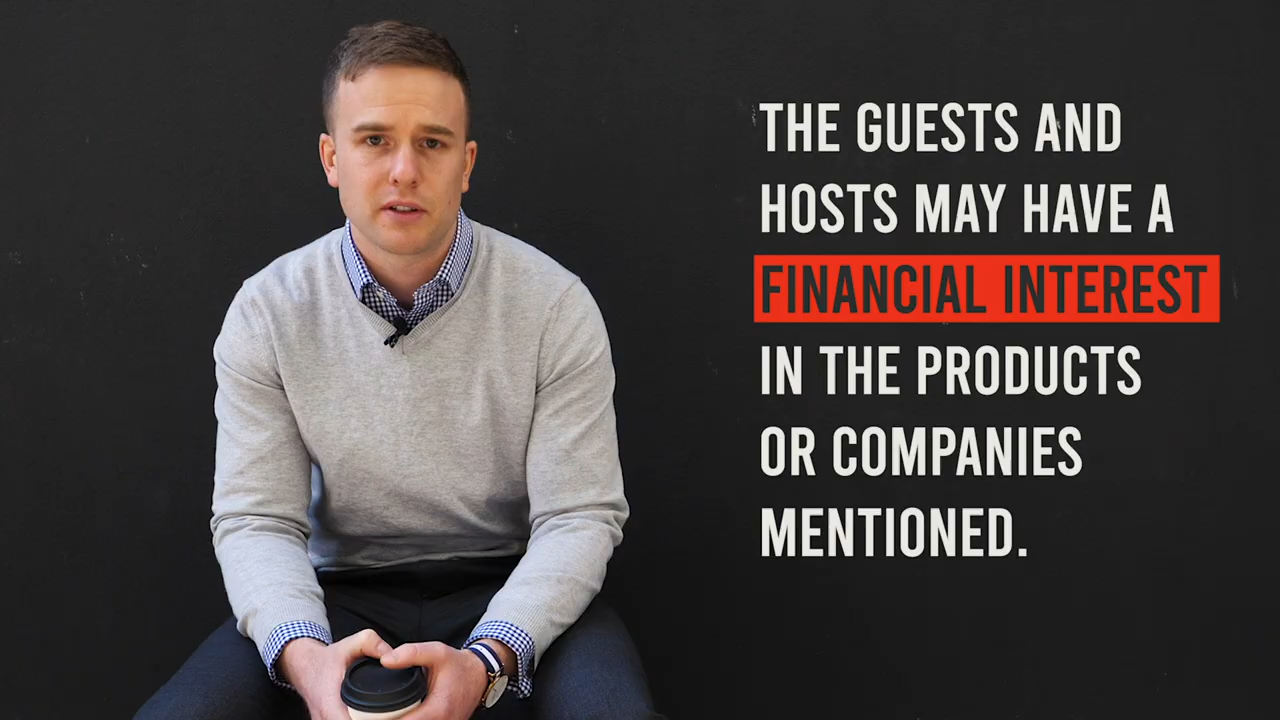 THE GUESTS AND
HOSTS MAY HAVE A
FINANCIAL INTEREST
IN THE PRODUCTS
OR COMPANIES
MENTIONED.